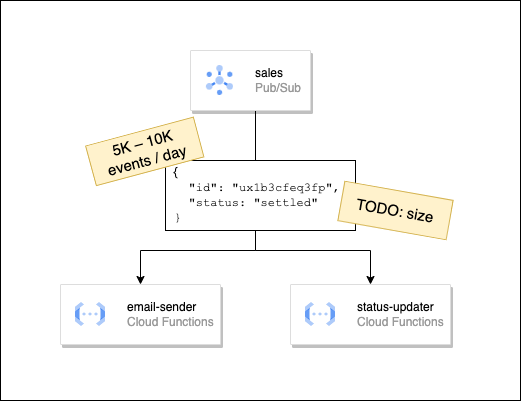 sales
Pub/Sub
5K – 10K
events / day
{
"id": "ux1b3cfeq3fp",
"status: "settled"
}
TODO: size
email-sender
Cloud Functions
status-updater
Cloud Functions